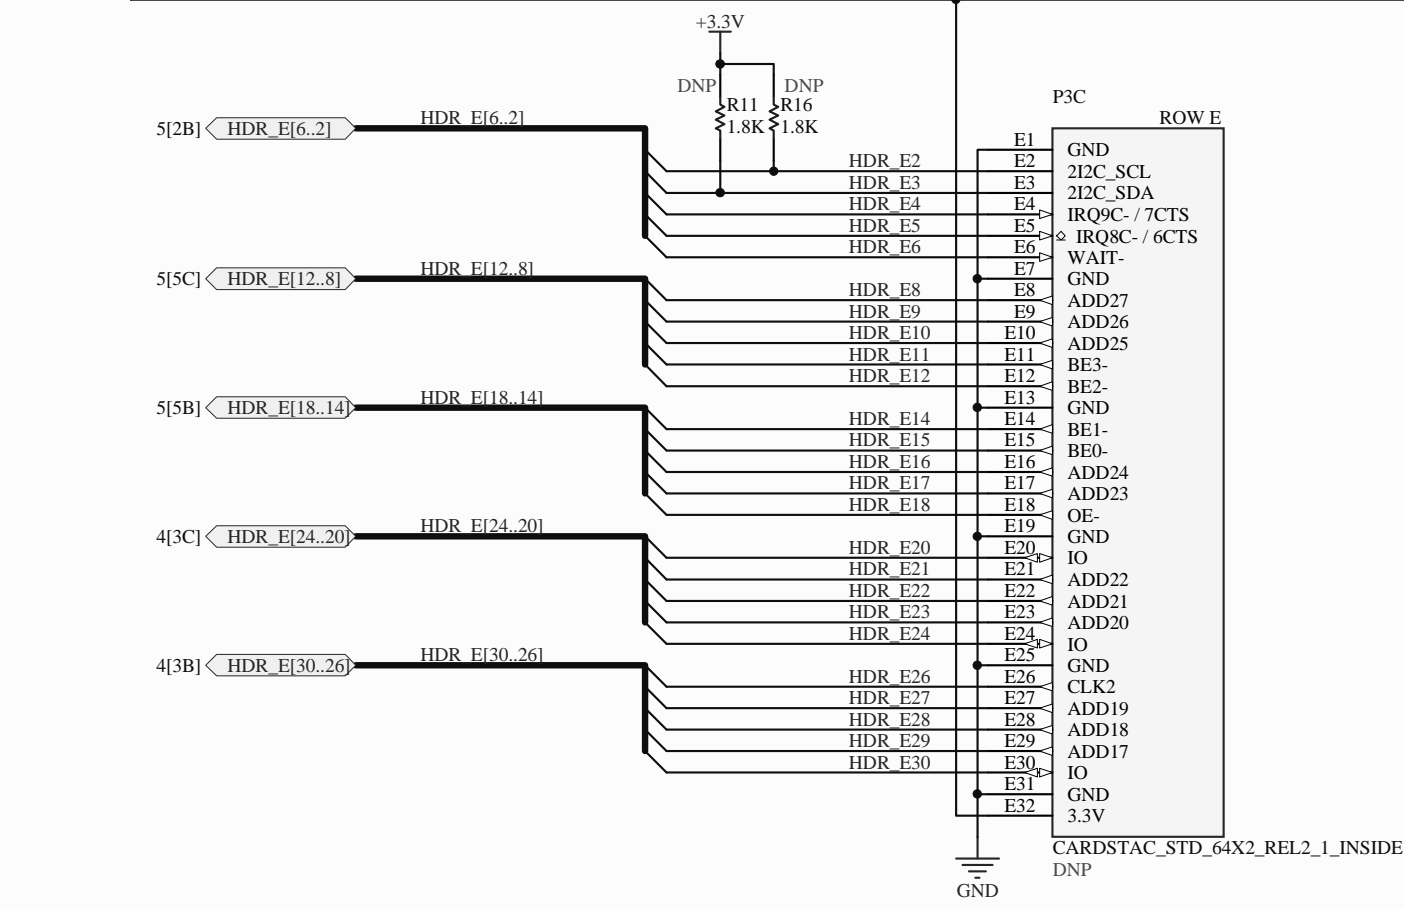 +3.3V
DNP DNP
R11 R16
1.8K 1.8K
P3C
ROW E
5[2B] HDR_E[6..2] HDR_E[6..2]
E1 GND
HDR_E2 E2 2I2C_SCL
HDR_E3 E3 2I2C_SDA
HDR_E4 E4 IRQ9C- / 7CTS
HDR_E5 E5 IRQ8C- / 6CTS
HDR_E6 E6 WAIT-
5[5C] HDR_E[12..8] HDR_E[12..8] E7 GND
HDR_E8 E8 ADD27
HDR_E9 E9 ADD26
HDR_E10 E10 ADD25
HDR_E11 E11 BE3-
HDR_E12 E12 BE2-
5[5B] HDR_E[18..14] HDR_E[18..14] E13 GND
HDR_E14 E14 BE1-
HDR_E15 E15 BE0-
HDR_E16 E16 ADD24
HDR_E17 E17 ADD23
HDR_E18 E18 OE-
4[3C] HDR_E[24..20] HDR_E[24..20] E19 GND
HDR_E20 E20 IO
HDR_E21 E21 ADD22
HDR_E22 E22 ADD21
HDR_E23 E23 ADD20
HDR_E24 E24 IO
4[3B] HDR_E[30..26] HDR_E[30..26] E25 GND
HDR_E26 E26 CLK2
HDR_E27 E27 ADD19
HDR_E28 E28 ADD18
HDR_E29 E29 ADD17
HDR_E30 E30 IO
E31 GND
E32 3.3V
CARDSTAC_STD_64X2_REL2_1_INSIDE
DNP
GND